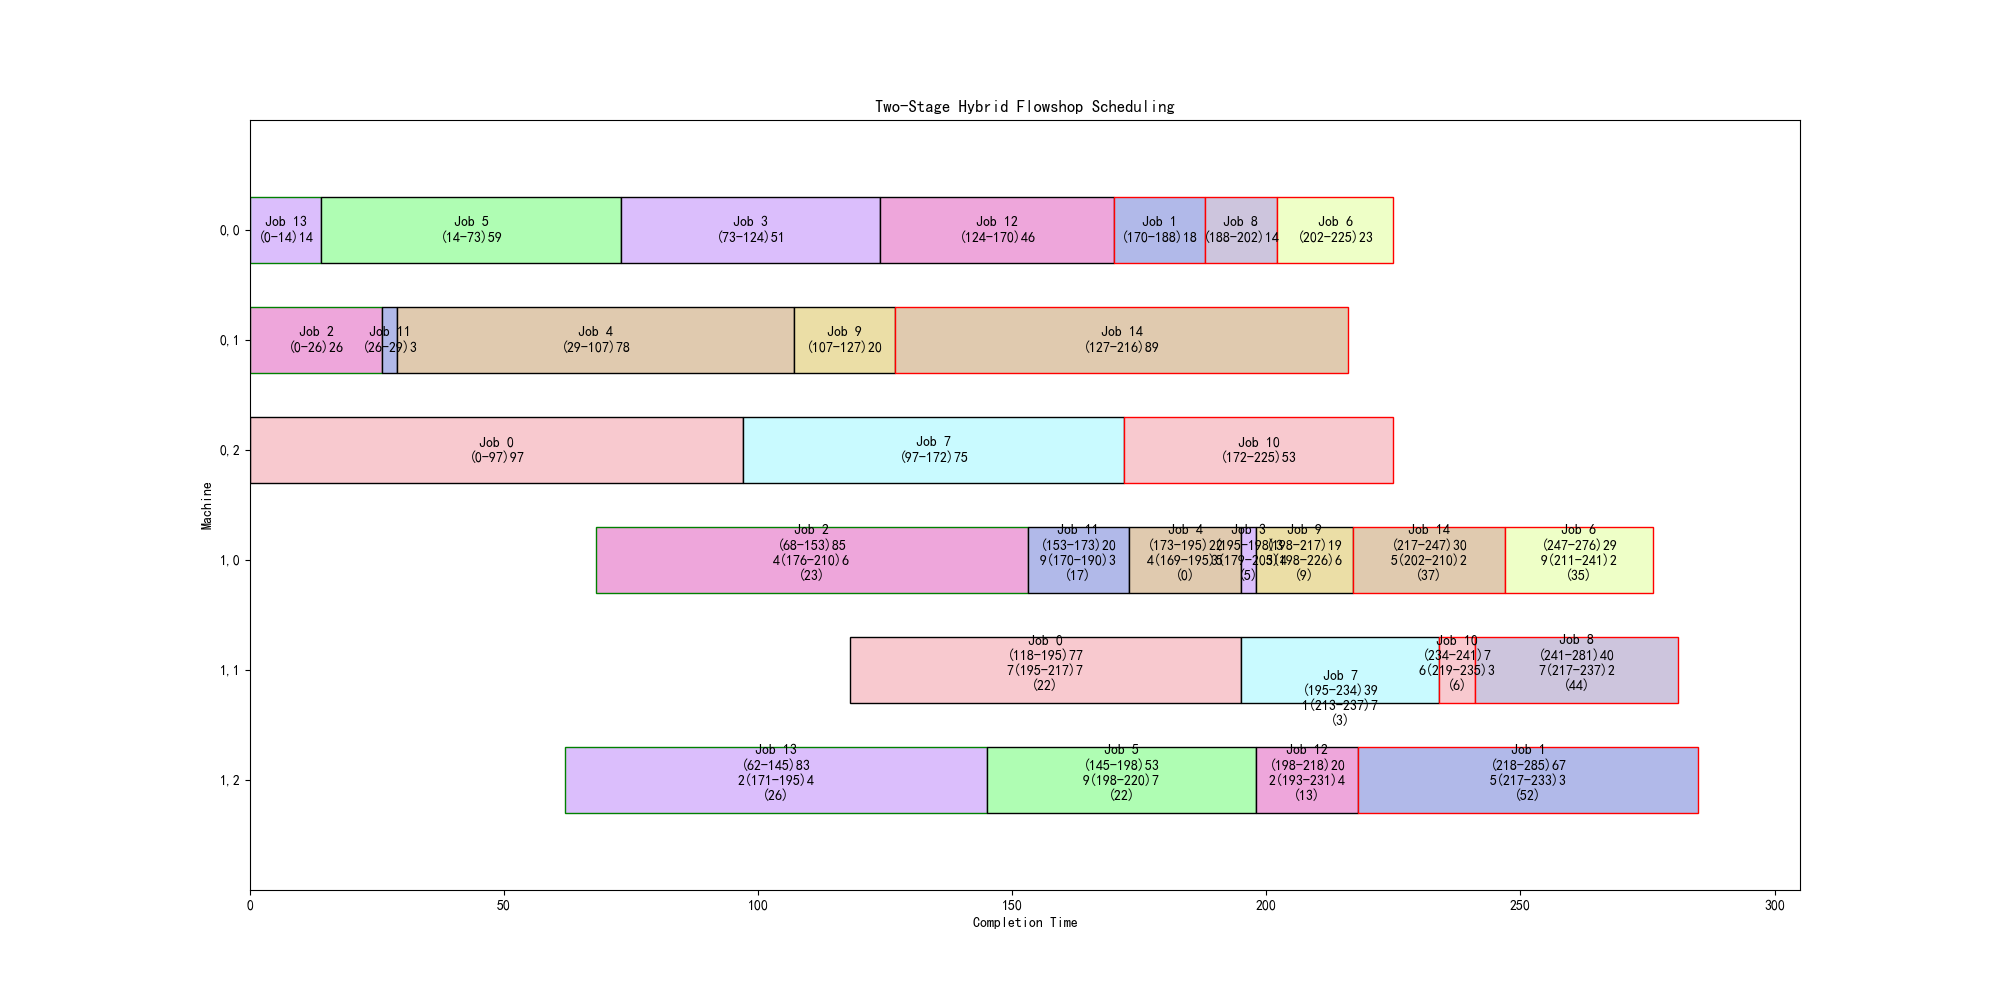 Two-Stage Hybrid Flowshop Scheduling
Machine
0,0
Job 13
(0-14)14
Job 5
(14-73)59
Job 3
(73-124)51
Job 12
(124-170)46
Job 1
(170-188)18
Job 8
(188-202)14
Job 6
(202-225)23
0,1
Job 2
(0-26)26
Job 11
(26-29)3
Job 4
(29-107)78
Job 9
(107-127)20
Job 14
(127-216)89
0,2
Job 0
(0-97)97
Job 7
(97-172)75
Job 10
(172-225)53
1,0
Job 2
(68-153)85
4(176-210)6
(23)
Job 11
(153-173)20
9(170-190)3
(17)
Job 4
(173-195)22
4(169-195)5
(0)
Job 3
(195-198)3
(5)
Job 9
(198-217)19
(9)
Job 14
(217-247)30
5(202-210)2
(37)
Job 6
(247-276)29
9(211-241)2
(35)
1,1
Job 0
(118-195)77
7(195-217)7
(22)
Job 7
(195-234)39
1(213-237)7
(3)
Job 10
(234-241)7
6(219-235)3
(6)
Job 8
(241-281)40
7(217-237)2
(44)
1,2
Job 13
(62-145)83
2(171-195)4
(26)
Job 5
(145-198)53
9(198-220)7
(22)
Job 12
(198-218)20
2(193-231)4
(13)
Job 1
(218-285)67
5(217-233)3
(52)
0
50
100
150
200
250
300
Completion Time